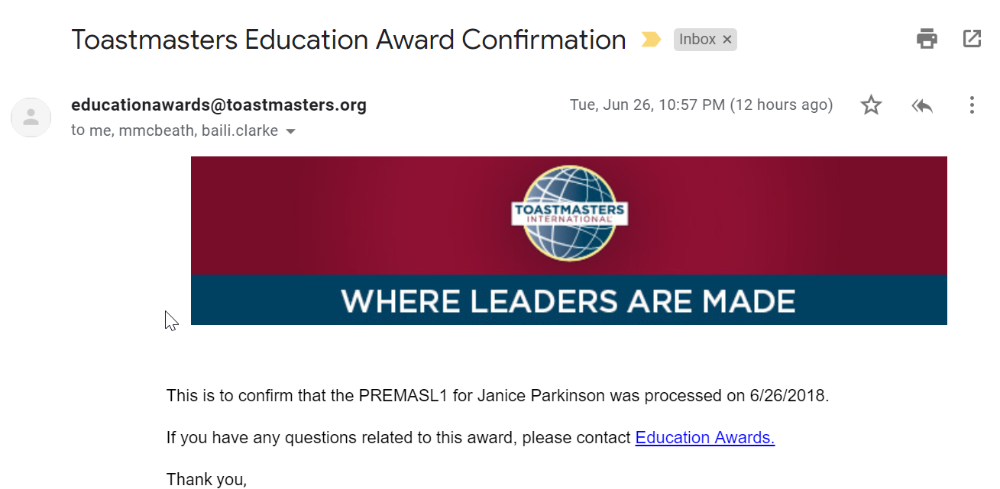 Toastmasters Education Award Confirmation Inbox ×
educationawards@toastmasters.org Tue, Jun 26, 10:57 PM (12 hours ago)
to me, mmcbeath, baili.clarke
TOASTMASTERS
INTERNATIONAL
WHERE LEADERS ARE MADE
This is to confirm that the PREMASL1 for Janice Parkinson was processed on 6/26/2018.
If you have any questions related to this award, please contact Education Awards.
Thank you,